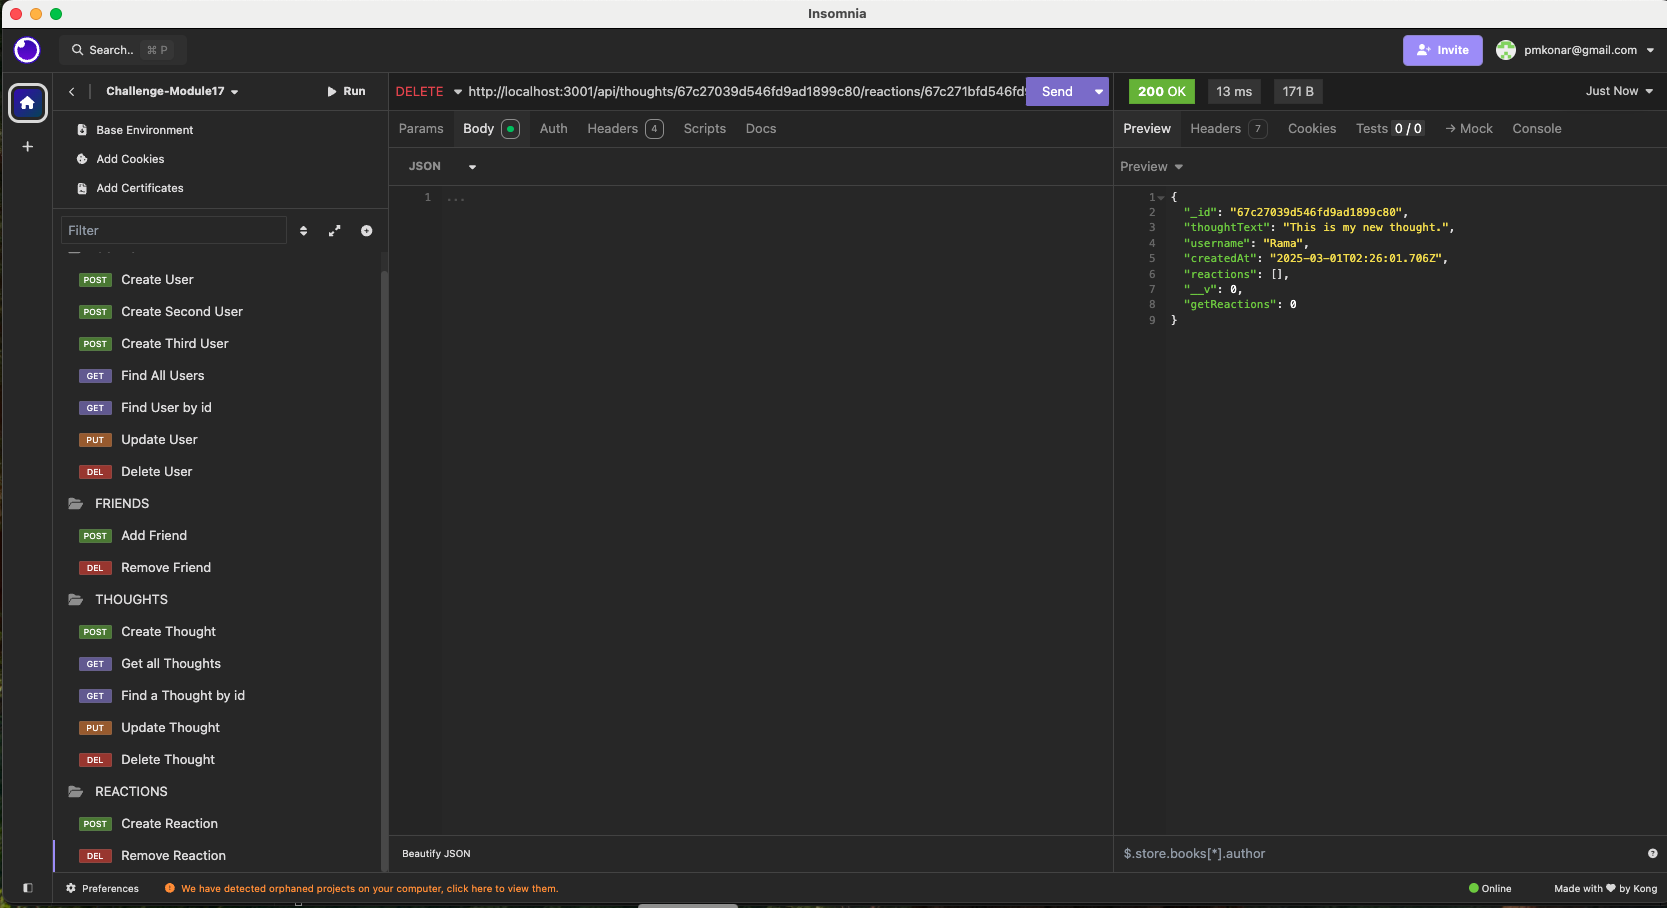 Insomnia
Search.. ⌘ P
Invite
pmkonar@gmail.com
Challenge-Module17
Run
Base Environment
Add Cookies
Add Certificates
Filter
POST Create User
POST Create Second User
POST Create Third User
GET Find All Users
GET Find User by id
PUT Update User
DEL Delete User
FRIENDS
POST Add Friend
DEL Remove Friend
THOUGHTS
POST Create Thought
GET Get all Thoughts
GET Find a Thought by id
PUT Update Thought
DEL Delete Thought
REACTIONS
POST Create Reaction
DEL Remove Reaction
DELETE http://localhost:3001/api/thoughts/67c27039d546fd9ad1899c80/reactions/67c271bfd546fd
Send
Params Body Auth Headers 4 Scripts Docs
JSON
1 ...
Beautify JSON
200 OK 13 ms 171 B Just Now
Preview Headers 7 Cookies Tests 0 / 0 → Mock Console
Preview
1 {
2 "_id": "67c27039d546fd9ad1899c80",
3 "thoughtText": "This is my new thought.",
4 "username": "Rama",
5 "createdAt": "2025-03-01T02:26:01.706Z",
6 "reactions": [],
7 "__v": 0,
8 "getReactions": 0
9 }
$.store.books[*].author
Preferences
We have detected orphaned projects on your computer, click here to view them.
Online
Made with ♥ by Kong